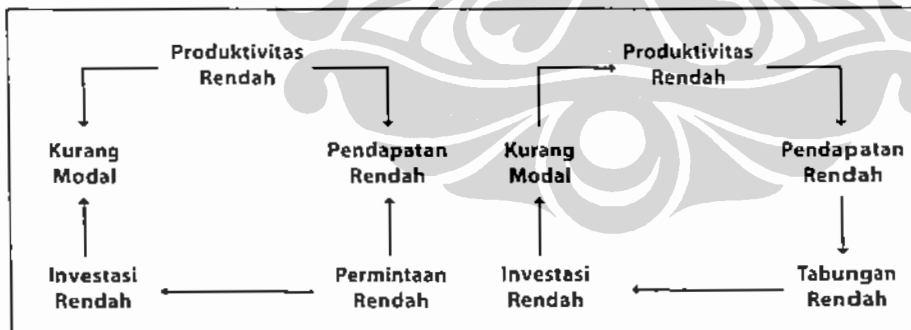 Produktivitas
Rendah
Produktivitas
Rendah
Kurang
Modal
Pendapatan
Rendah
Kurang
Modal
Pendapatan
Rendah
Investasi
Rendah
Permintaan
Rendah
Investasi
Rendah
Tabungan
Rendah